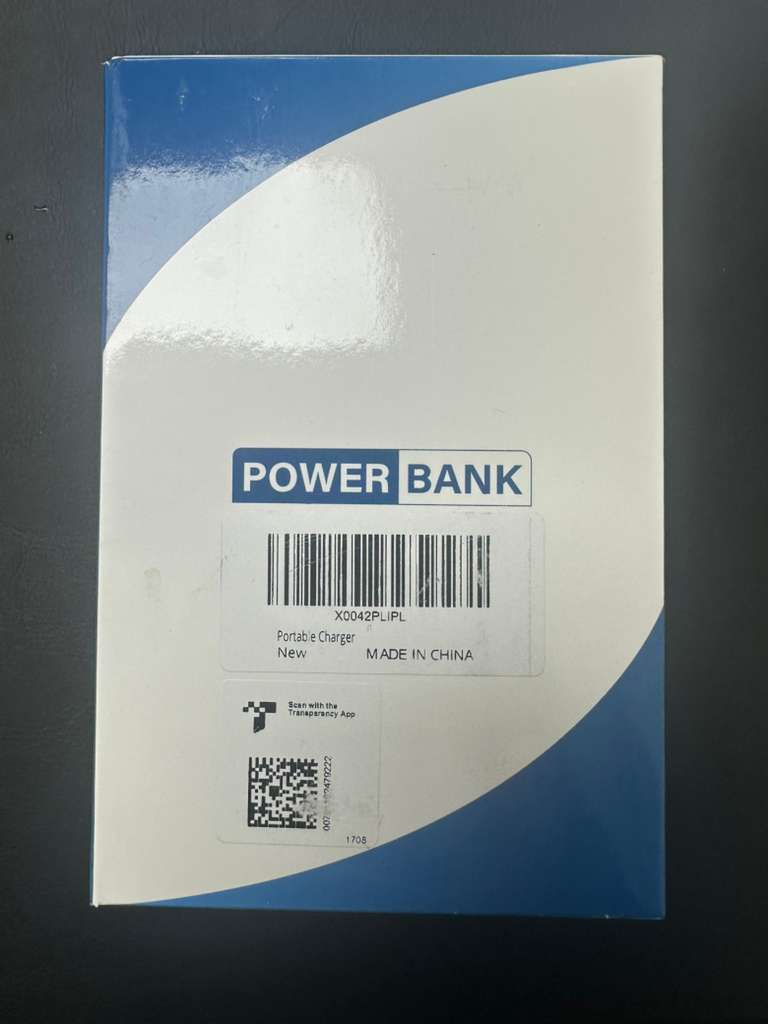 POWER BANK
X0042PLIPL
Portable Charger
New MADE IN CHINA
Scan with the
Transparency App
1708